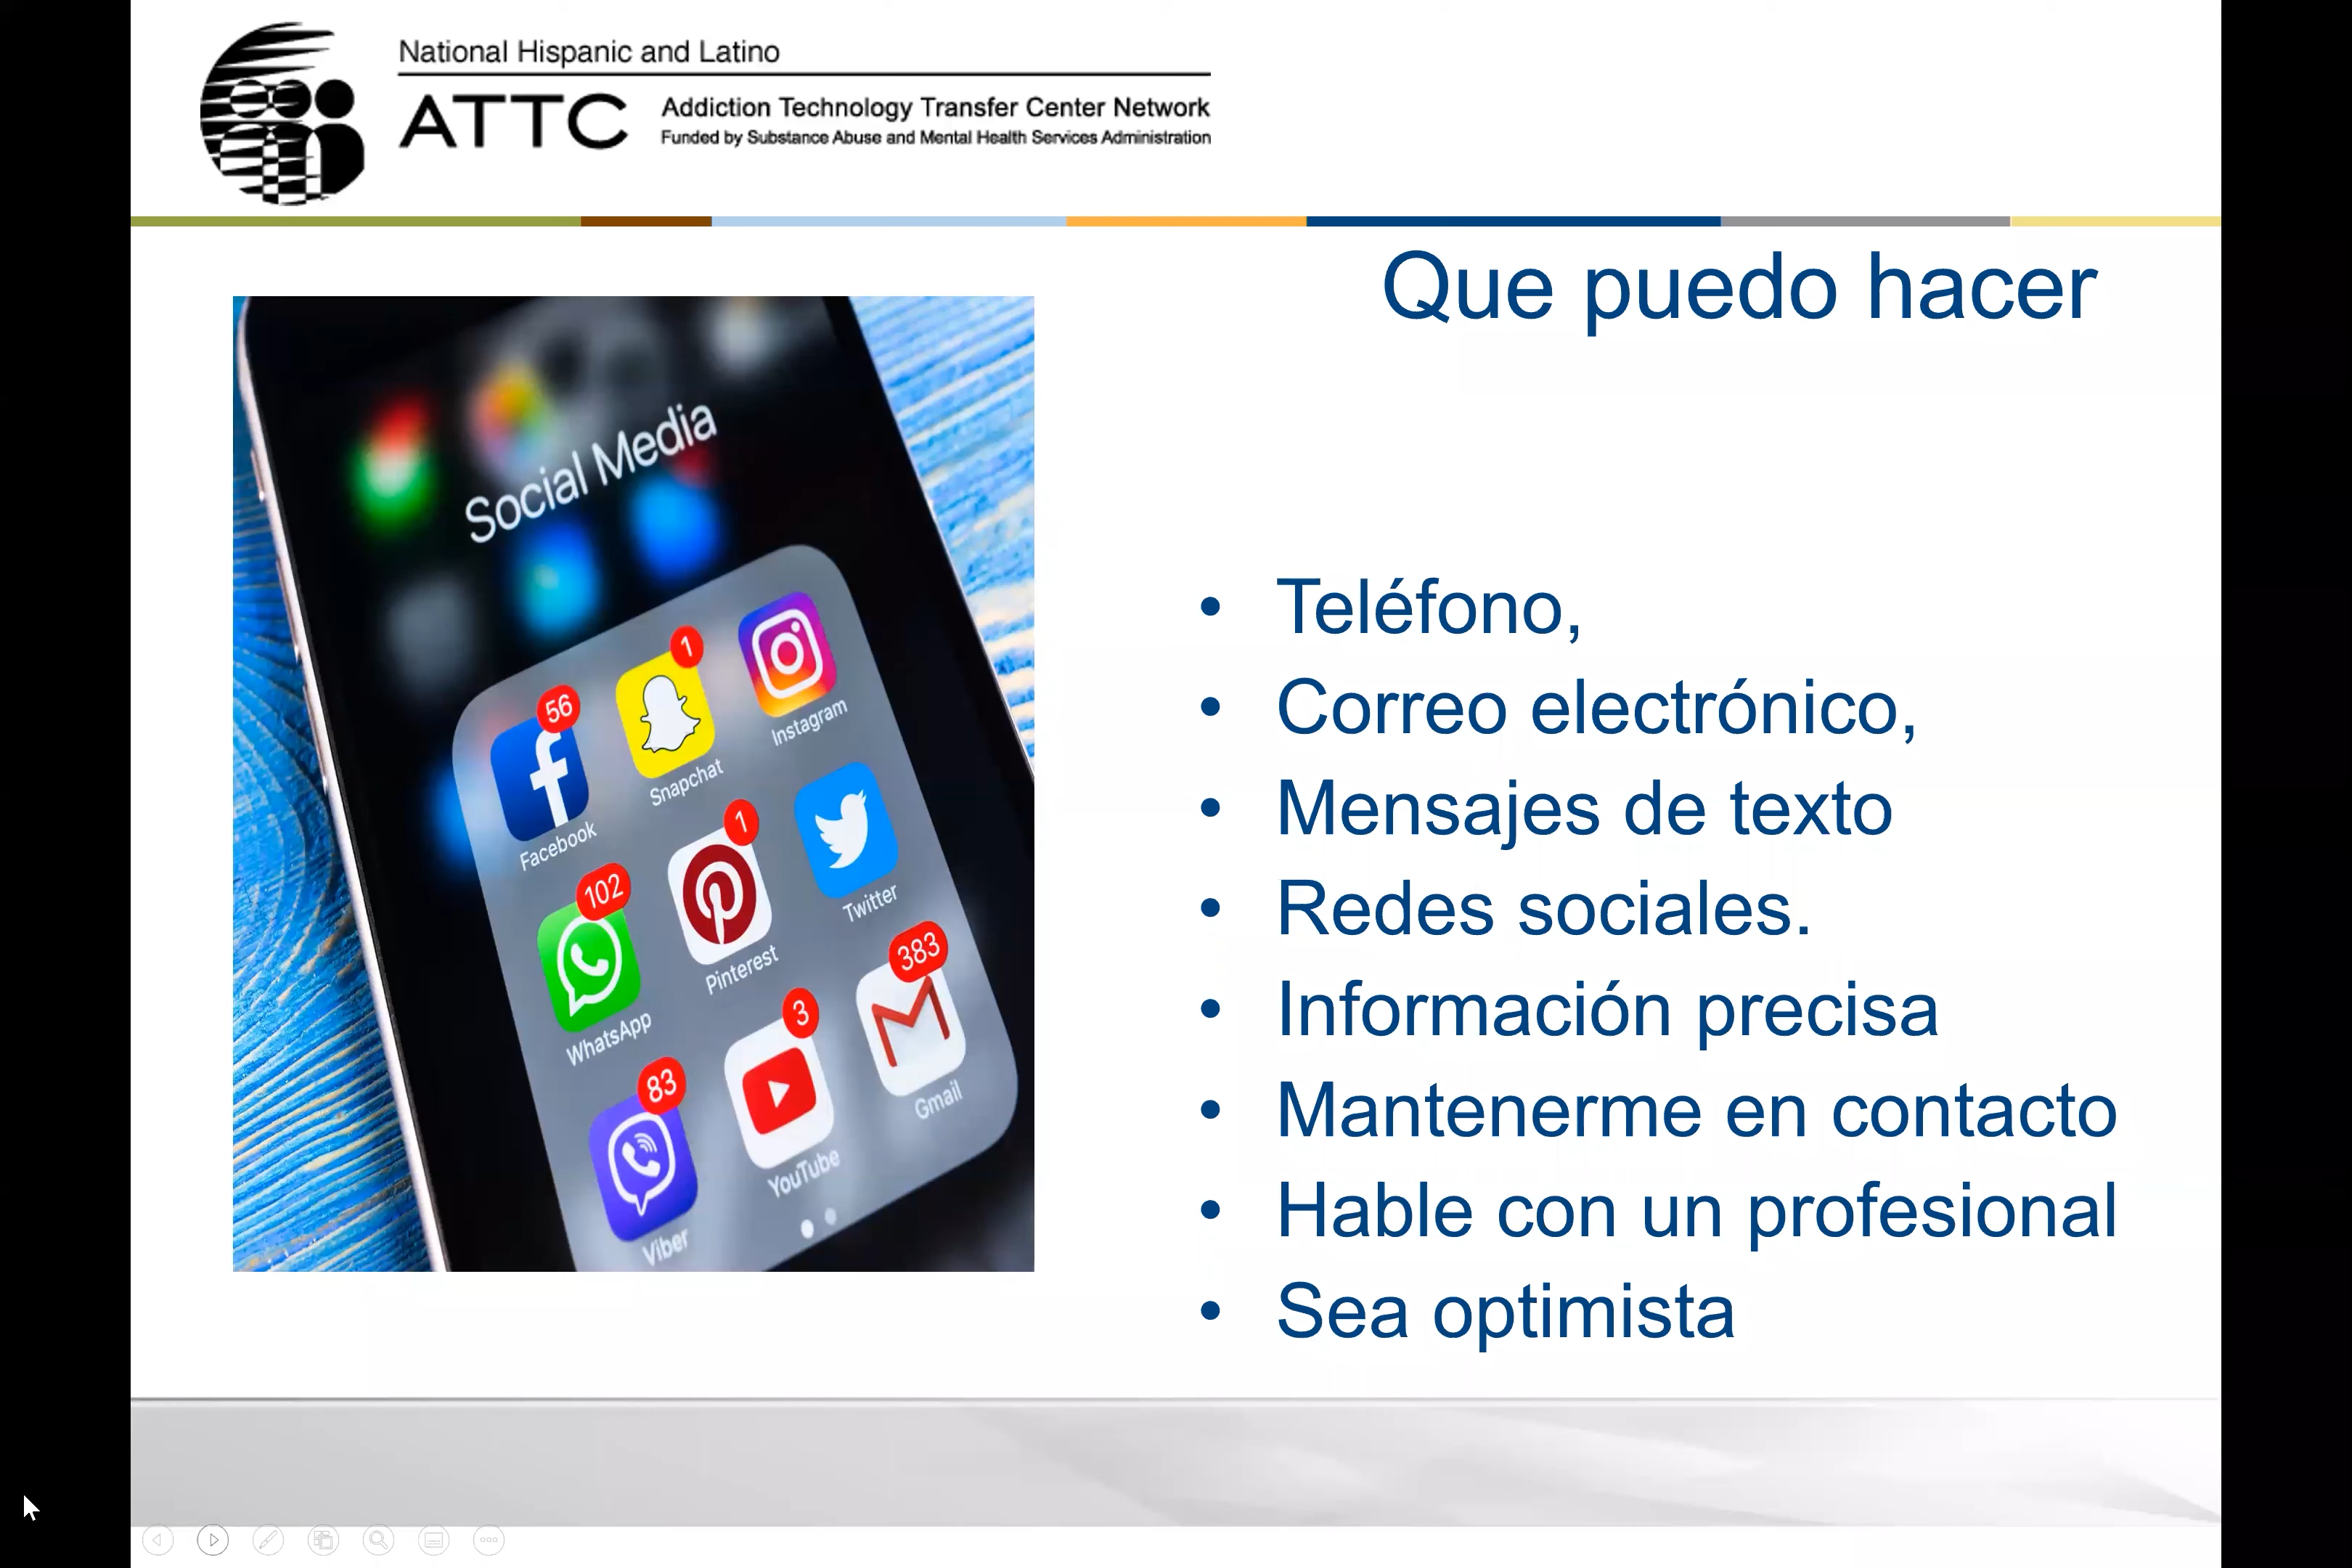 National Hispanic and Latino
ATTC
Addiction Technology Transfer Center Network
Funded by Substance Abuse and Mental Health Services Administration
Que puedo hacer
Social Media
56
Facebook
1
Snapchat
Instagram
102
WhatsApp
1
Pinterest
Twitter
83
Viber
3
YouTube
383
Gmail
• Teléfono,
• Correo electrónico,
• Mensajes de texto
• Redes sociales.
• Información precisa
• Mantenerme en contacto
• Hable con un profesional
• Sea optimista